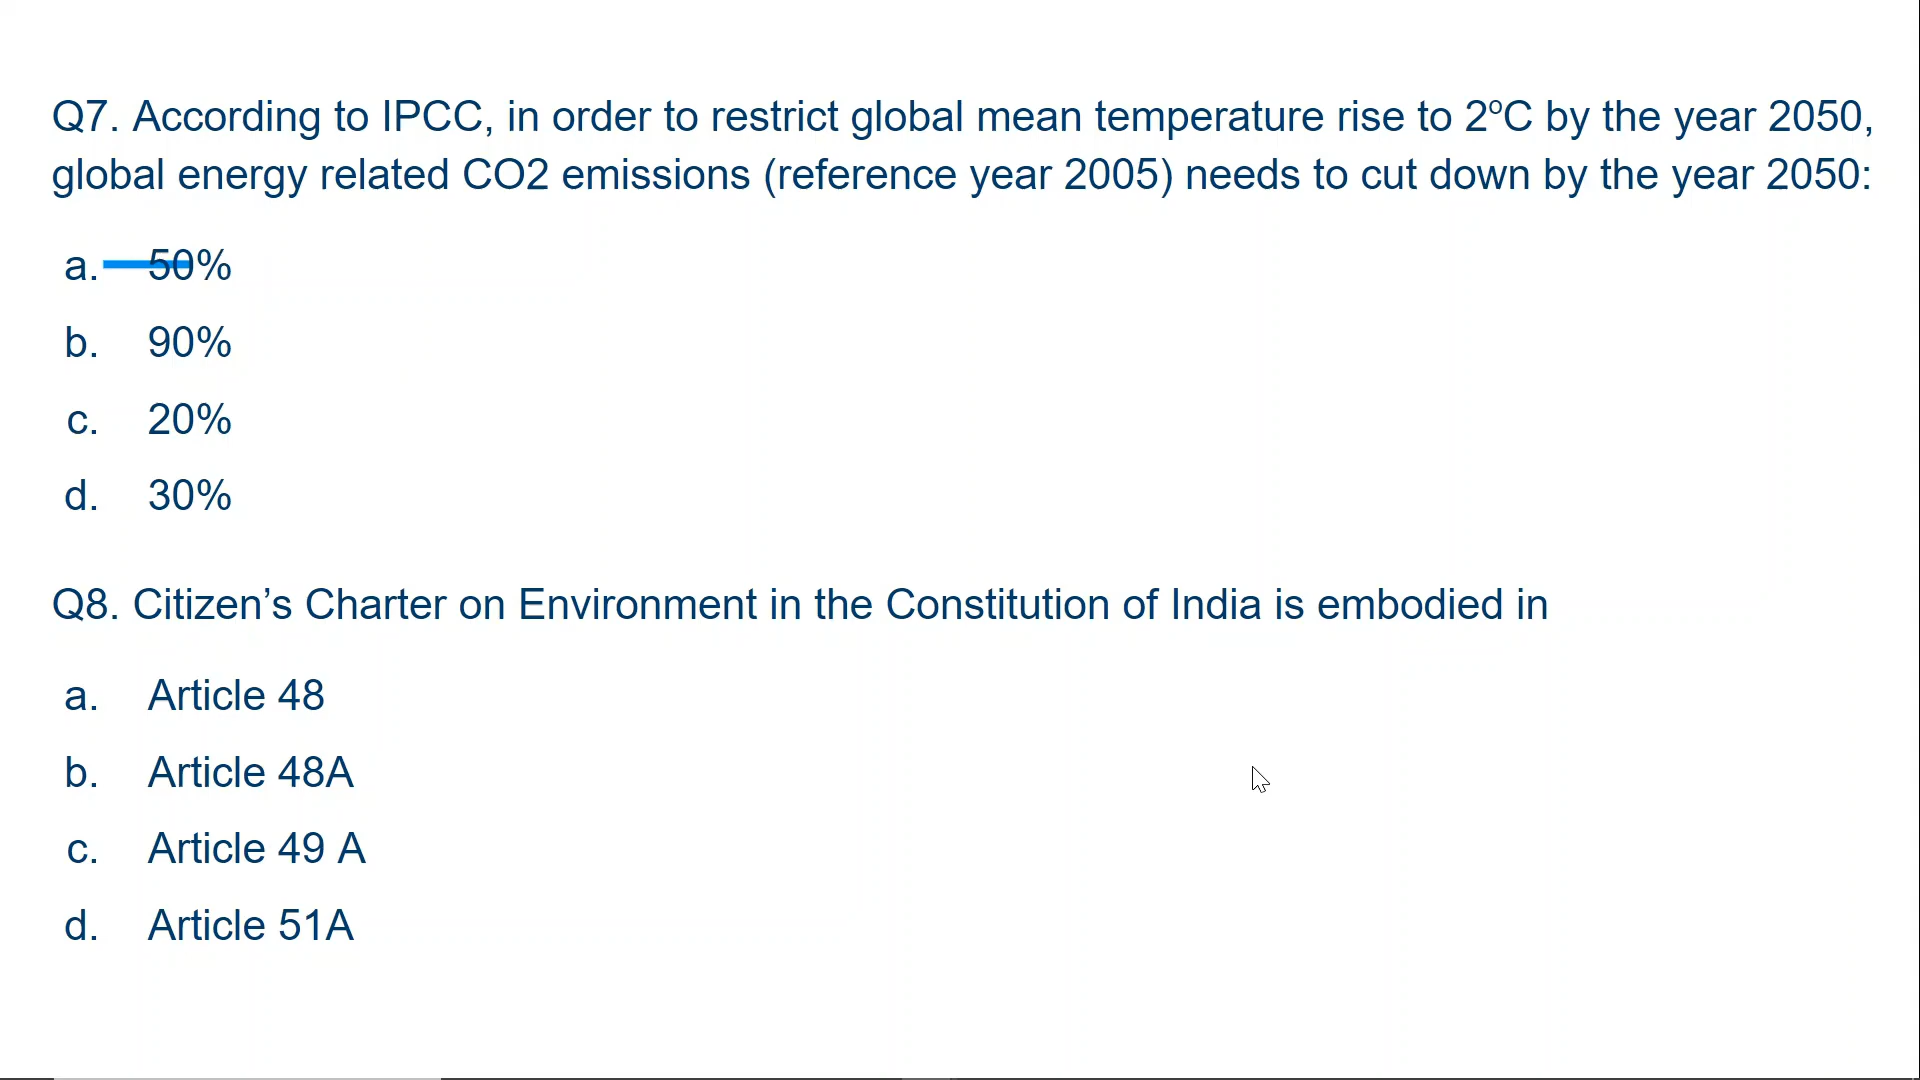 Q7. According to IPCC, in order to restrict global mean temperature rise to 2ºC by the year 2050,
global energy related CO2 emissions (reference year 2005) needs to cut down by the year 2050:
a. 50%
b. 90%
c. 20%
d. 30%
Q8. Citizen’s Charter on Environment in the Constitution of India is embodied in
a. Article 48
b. Article 48A
c. Article 49 A
d. Article 51A